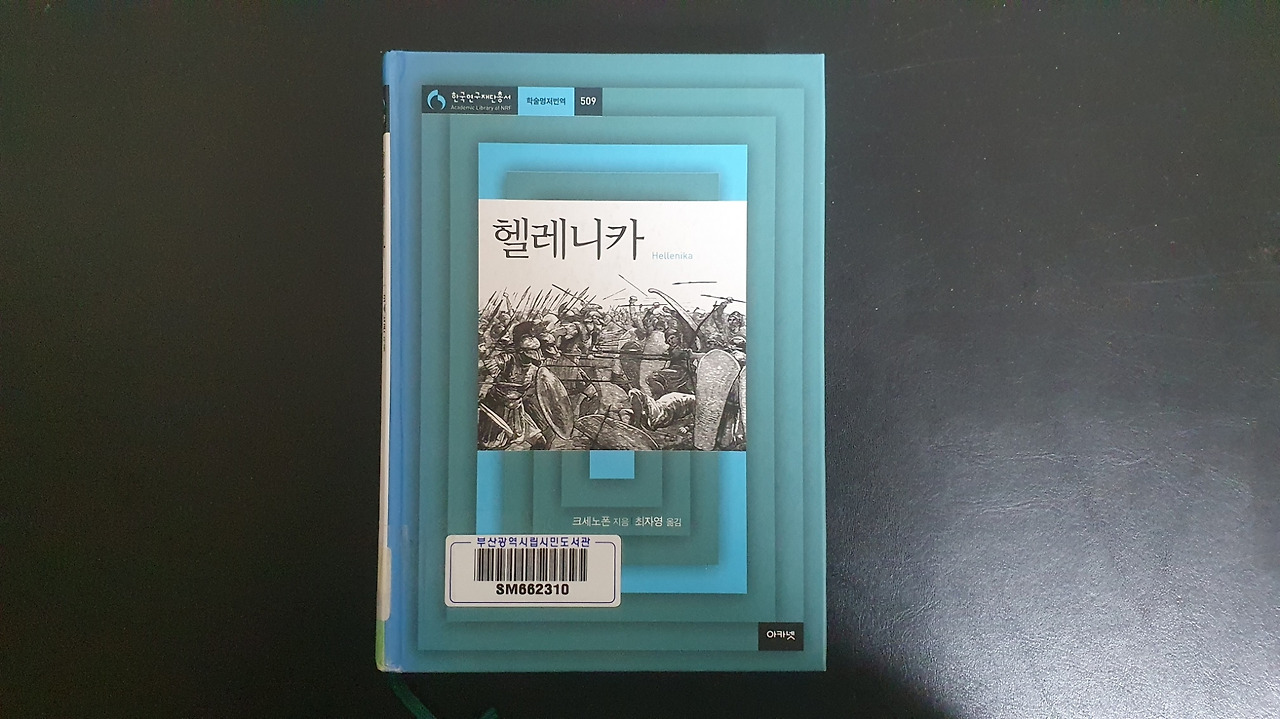 한국연구재단총서
Academic Library of NRF
학술명저번역
509
헬레니카
Hellenika
크세노폰 지음 최자영 옮김
부산광역시립시민도서관
SM662310
아카넷